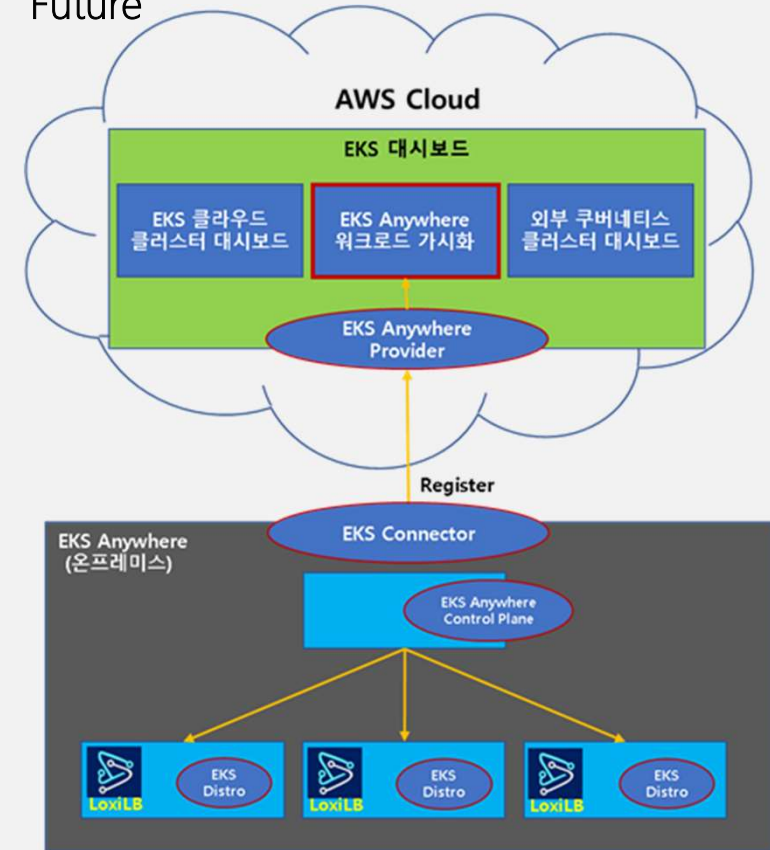 Future
AWS Cloud
EKS 대시보드
EKS 클라우드
클러스터 대시보드
EKS Anywhere
워크로드 가시화
외부 쿠버네티스
클러스터 대시보드
EKS Anywhere
Provider
Register
EKS Connector
EKS Anywhere
(온프레미스)
EKS Anywhere
Control Plane
LoxiLB
EKS
Distro
LoxiLB
EKS
Distro
LoxiLB
EKS
Distro